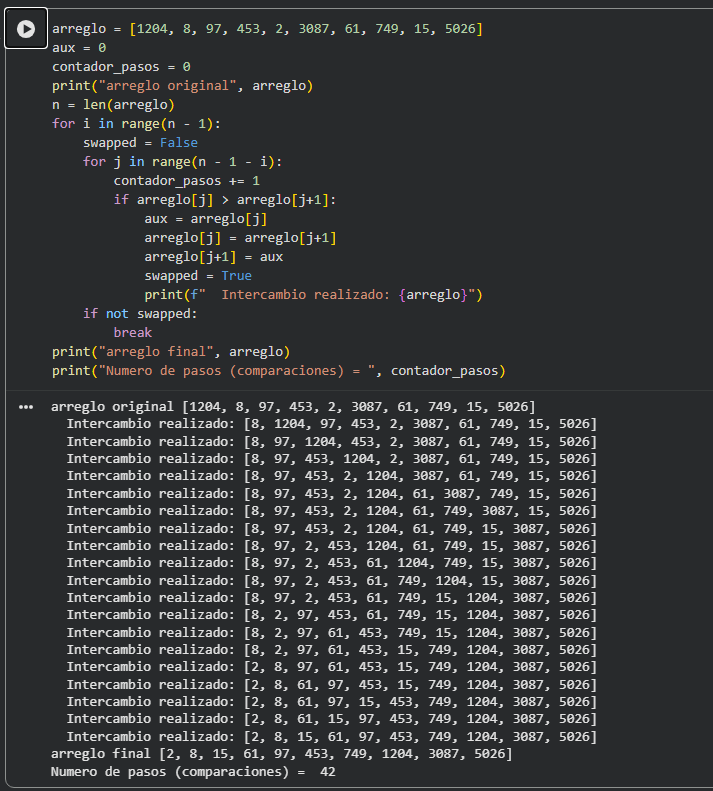 arreglo = [1204, 8, 97, 453, 2, 3087, 61, 749, 15, 5026]
aux = 0
contador_pasos = 0
print("arreglo original", arreglo)
n = len(arreglo)
for i in range(n - 1):
    swapped = False
    for j in range(n - 1 - i):
        contador_pasos += 1
        if arreglo[j] > arreglo[j+1]:
            aux = arreglo[j]
            arreglo[j] = arreglo[j+1]
            arreglo[j+1] = aux
            swapped = True
            print(f"  Intercambio realizado: {arreglo}")
    if not swapped:
        break
print("arreglo final", arreglo)
print("Numero de pasos (comparaciones) = ", contador_pasos)
arreglo original [1204, 8, 97, 453, 2, 3087, 61, 749, 15, 5026]
  Intercambio realizado: [8, 1204, 97, 453, 2, 3087, 61, 749, 15, 5026]
  Intercambio realizado: [8, 97, 1204, 453, 2, 3087, 61, 749, 15, 5026]
  Intercambio realizado: [8, 97, 453, 1204, 2, 3087, 61, 749, 15, 5026]
  Intercambio realizado: [8, 97, 453, 2, 1204, 3087, 61, 749, 15, 5026]
  Intercambio realizado: [8, 97, 453, 2, 1204, 61, 3087, 749, 15, 5026]
  Intercambio realizado: [8, 97, 453, 2, 1204, 61, 749, 3087, 15, 5026]
  Intercambio realizado: [8, 97, 453, 2, 1204, 61, 749, 15, 3087, 5026]
  Intercambio realizado: [8, 97, 2, 453, 1204, 61, 749, 15, 3087, 5026]
  Intercambio realizado: [8, 97, 2, 453, 61, 1204, 749, 15, 3087, 5026]
  Intercambio realizado: [8, 97, 2, 453, 61, 749, 1204, 15, 3087, 5026]
  Intercambio realizado: [8, 97, 2, 453, 61, 749, 15, 1204, 3087, 5026]
  Intercambio realizado: [8, 2, 97, 453, 61, 749, 15, 1204, 3087, 5026]
  Intercambio realizado: [8, 2, 97, 61, 453, 749, 15, 1204, 3087, 5026]
  Intercambio realizado: [8, 2, 97, 61, 453, 15, 749, 1204, 3087, 5026]
  Intercambio realizado: [2, 8, 97, 61, 453, 15, 749, 1204, 3087, 5026]
  Intercambio realizado: [2, 8, 61, 97, 453, 15, 749, 1204, 3087, 5026]
  Intercambio realizado: [2, 8, 61, 97, 15, 453, 749, 1204, 3087, 5026]
  Intercambio realizado: [2, 8, 61, 15, 97, 453, 749, 1204, 3087, 5026]
  Intercambio realizado: [2, 8, 15, 61, 97, 453, 749, 1204, 3087, 5026]
arreglo final [2, 8, 15, 61, 97, 453, 749, 1204, 3087, 5026]
Numero de pasos (comparaciones) =  42